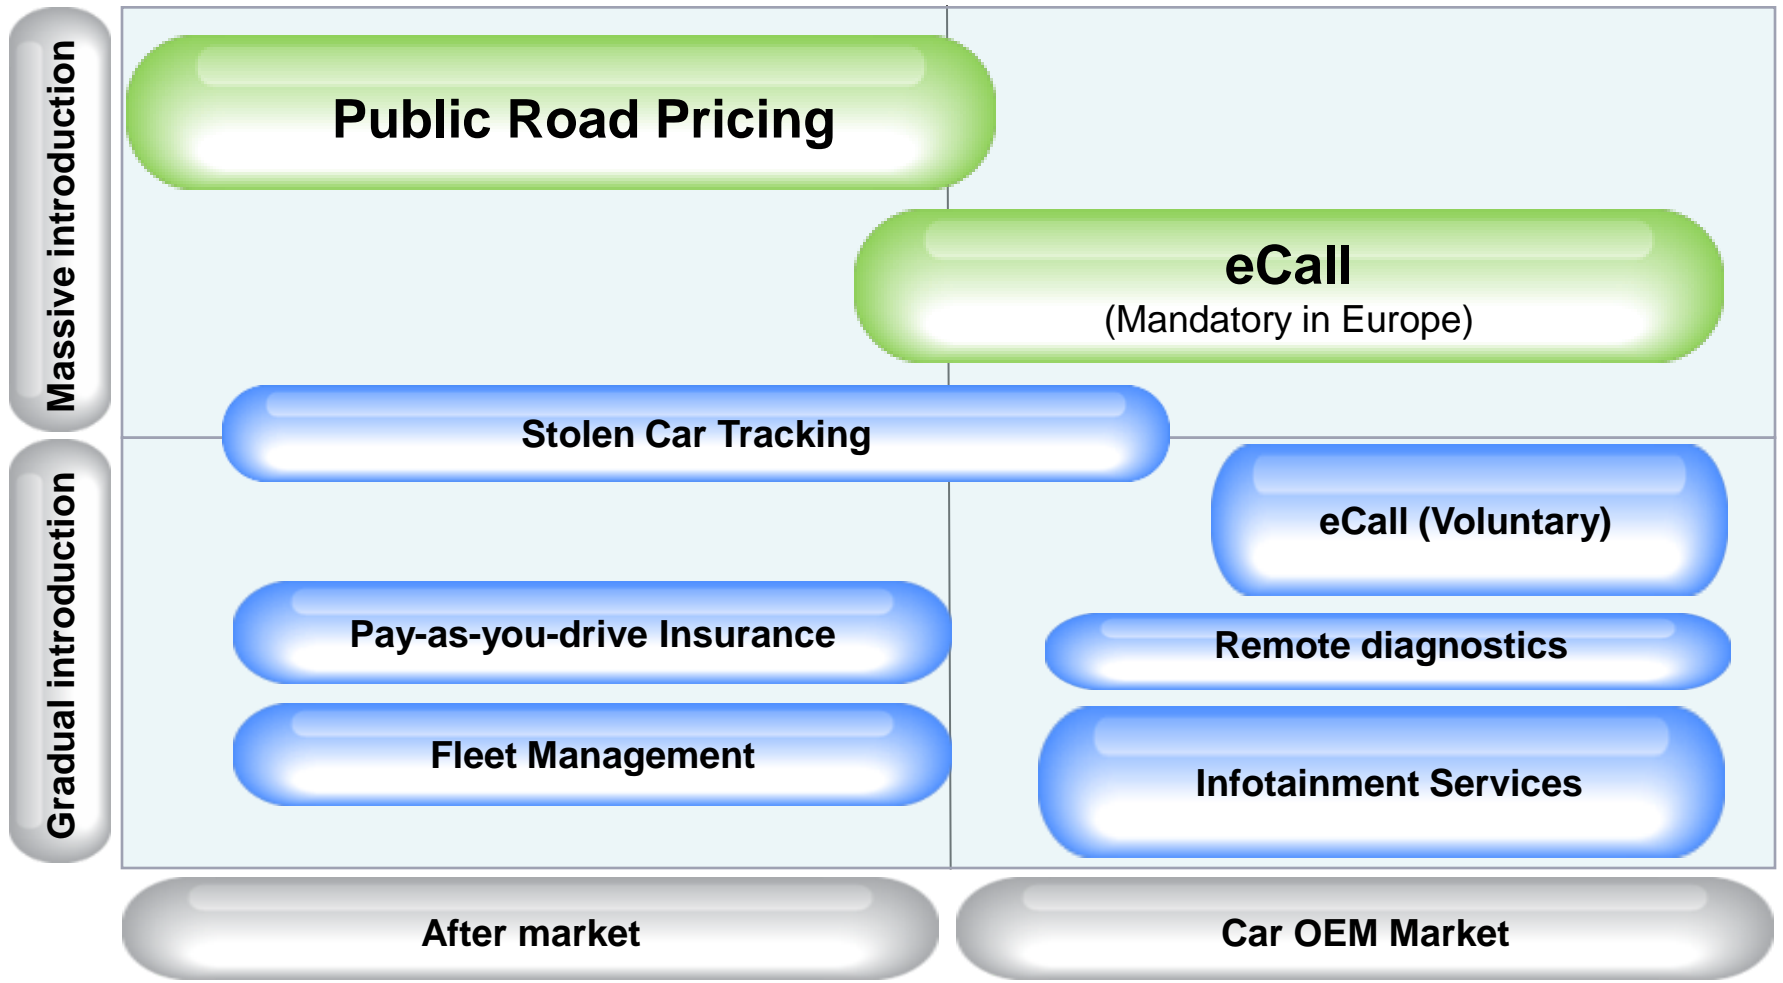 Massive introduction
Public Road Pricing
eCall
(Mandatory in Europe)
Stolen Car Tracking
Gradual introduction
eCall (Voluntary)
Pay-as-you-drive Insurance
Remote diagnostics
Fleet Management
Infotainment Services
After market
Car OEM Market